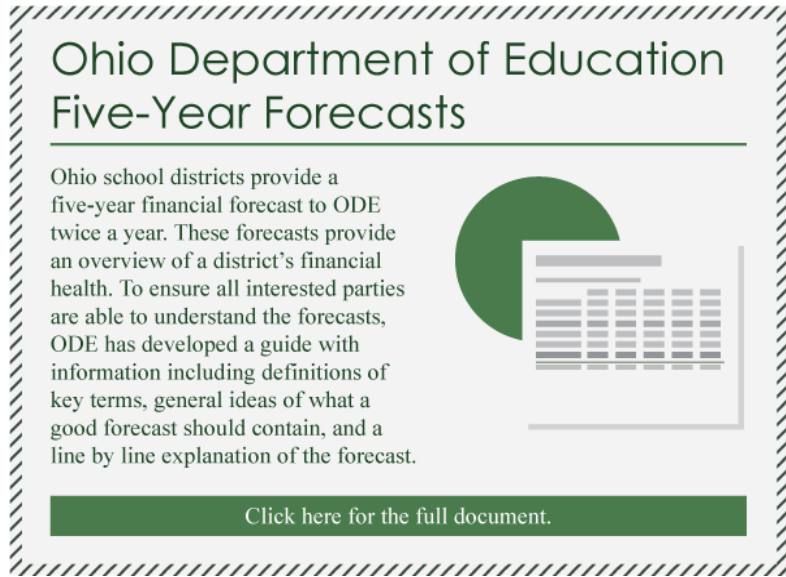 Ohio Department of Education
Five-Year Forecasts
Ohio school districts provide a
five-year financial forecast to ODE
twice a year. These forecasts provide
an overview of a district’s financial
health. To ensure all interested parties
are able to understand the forecasts,
ODE has developed a guide with
information including definitions of
key terms, general ideas of what a
good forecast should contain, and a
line by line explanation of the forecast.
Click here for the full document.